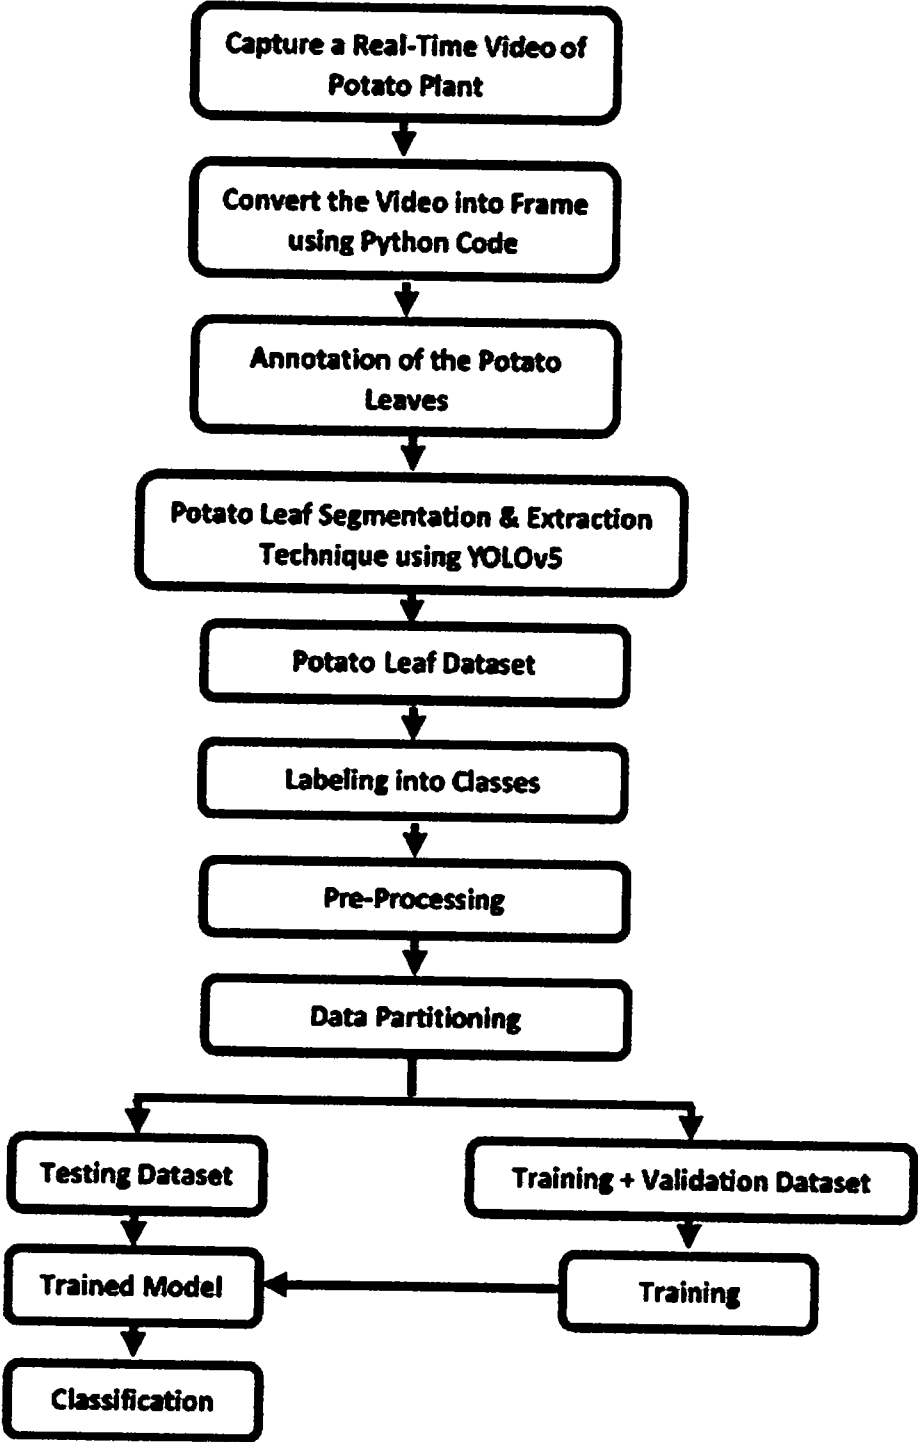 Capture a Real-Time Video of
Potato Plant
Convert the Video into Frame
using Python Code
Annotation of the Potato
Leaves
Potato Leaf Segmentation & Extraction
Technique using YOLOv5
Potato Leaf Dataset
Labeling into Classes
Pre-Processing
Data Partitioning
Testing Dataset
Training + Validation Dataset
Trained Model
Training
Classification